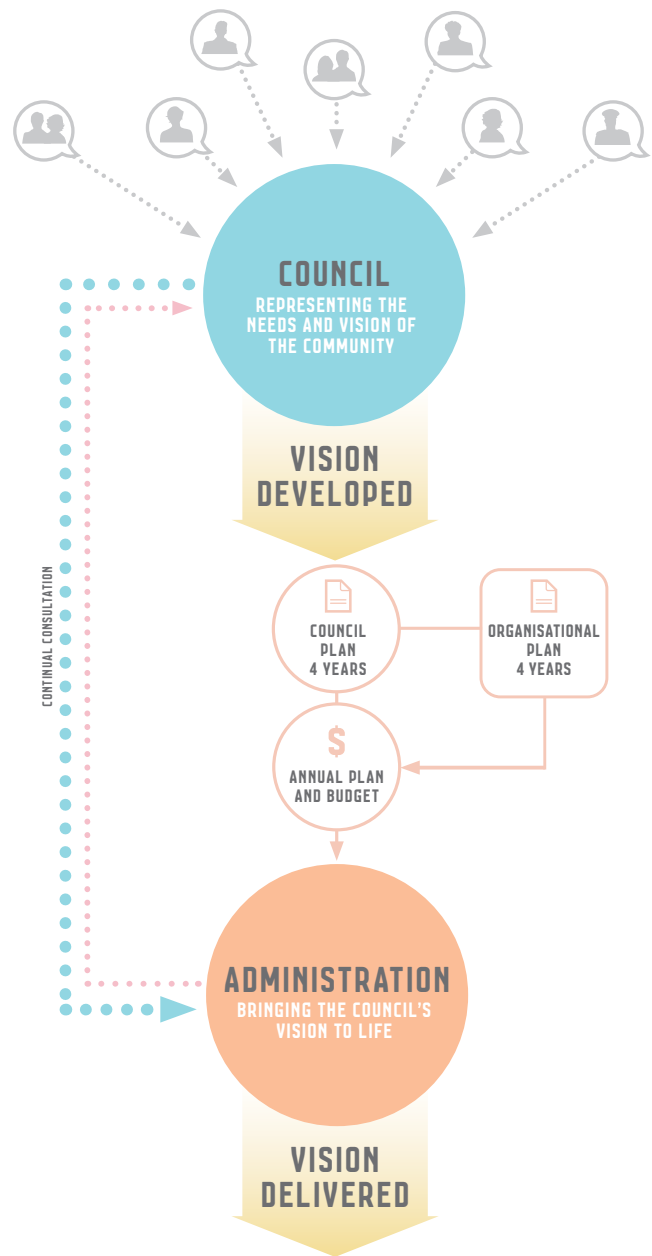 COUNCIL
REPRESENTING THE
NEEDS AND VISION OF
THE COMMUNITY
VISION
DEVELOPED
CONTINUAL CONSULTATION
COUNCIL
PLAN
4 YEARS
ORGANISATIONAL
PLAN
4 YEARS
$
ANNUAL PLAN
AND BUDGET
ADMINISTRATION
BRINGING THE COUNCIL'S
VISION TO LIFE
VISION
DELIVERED